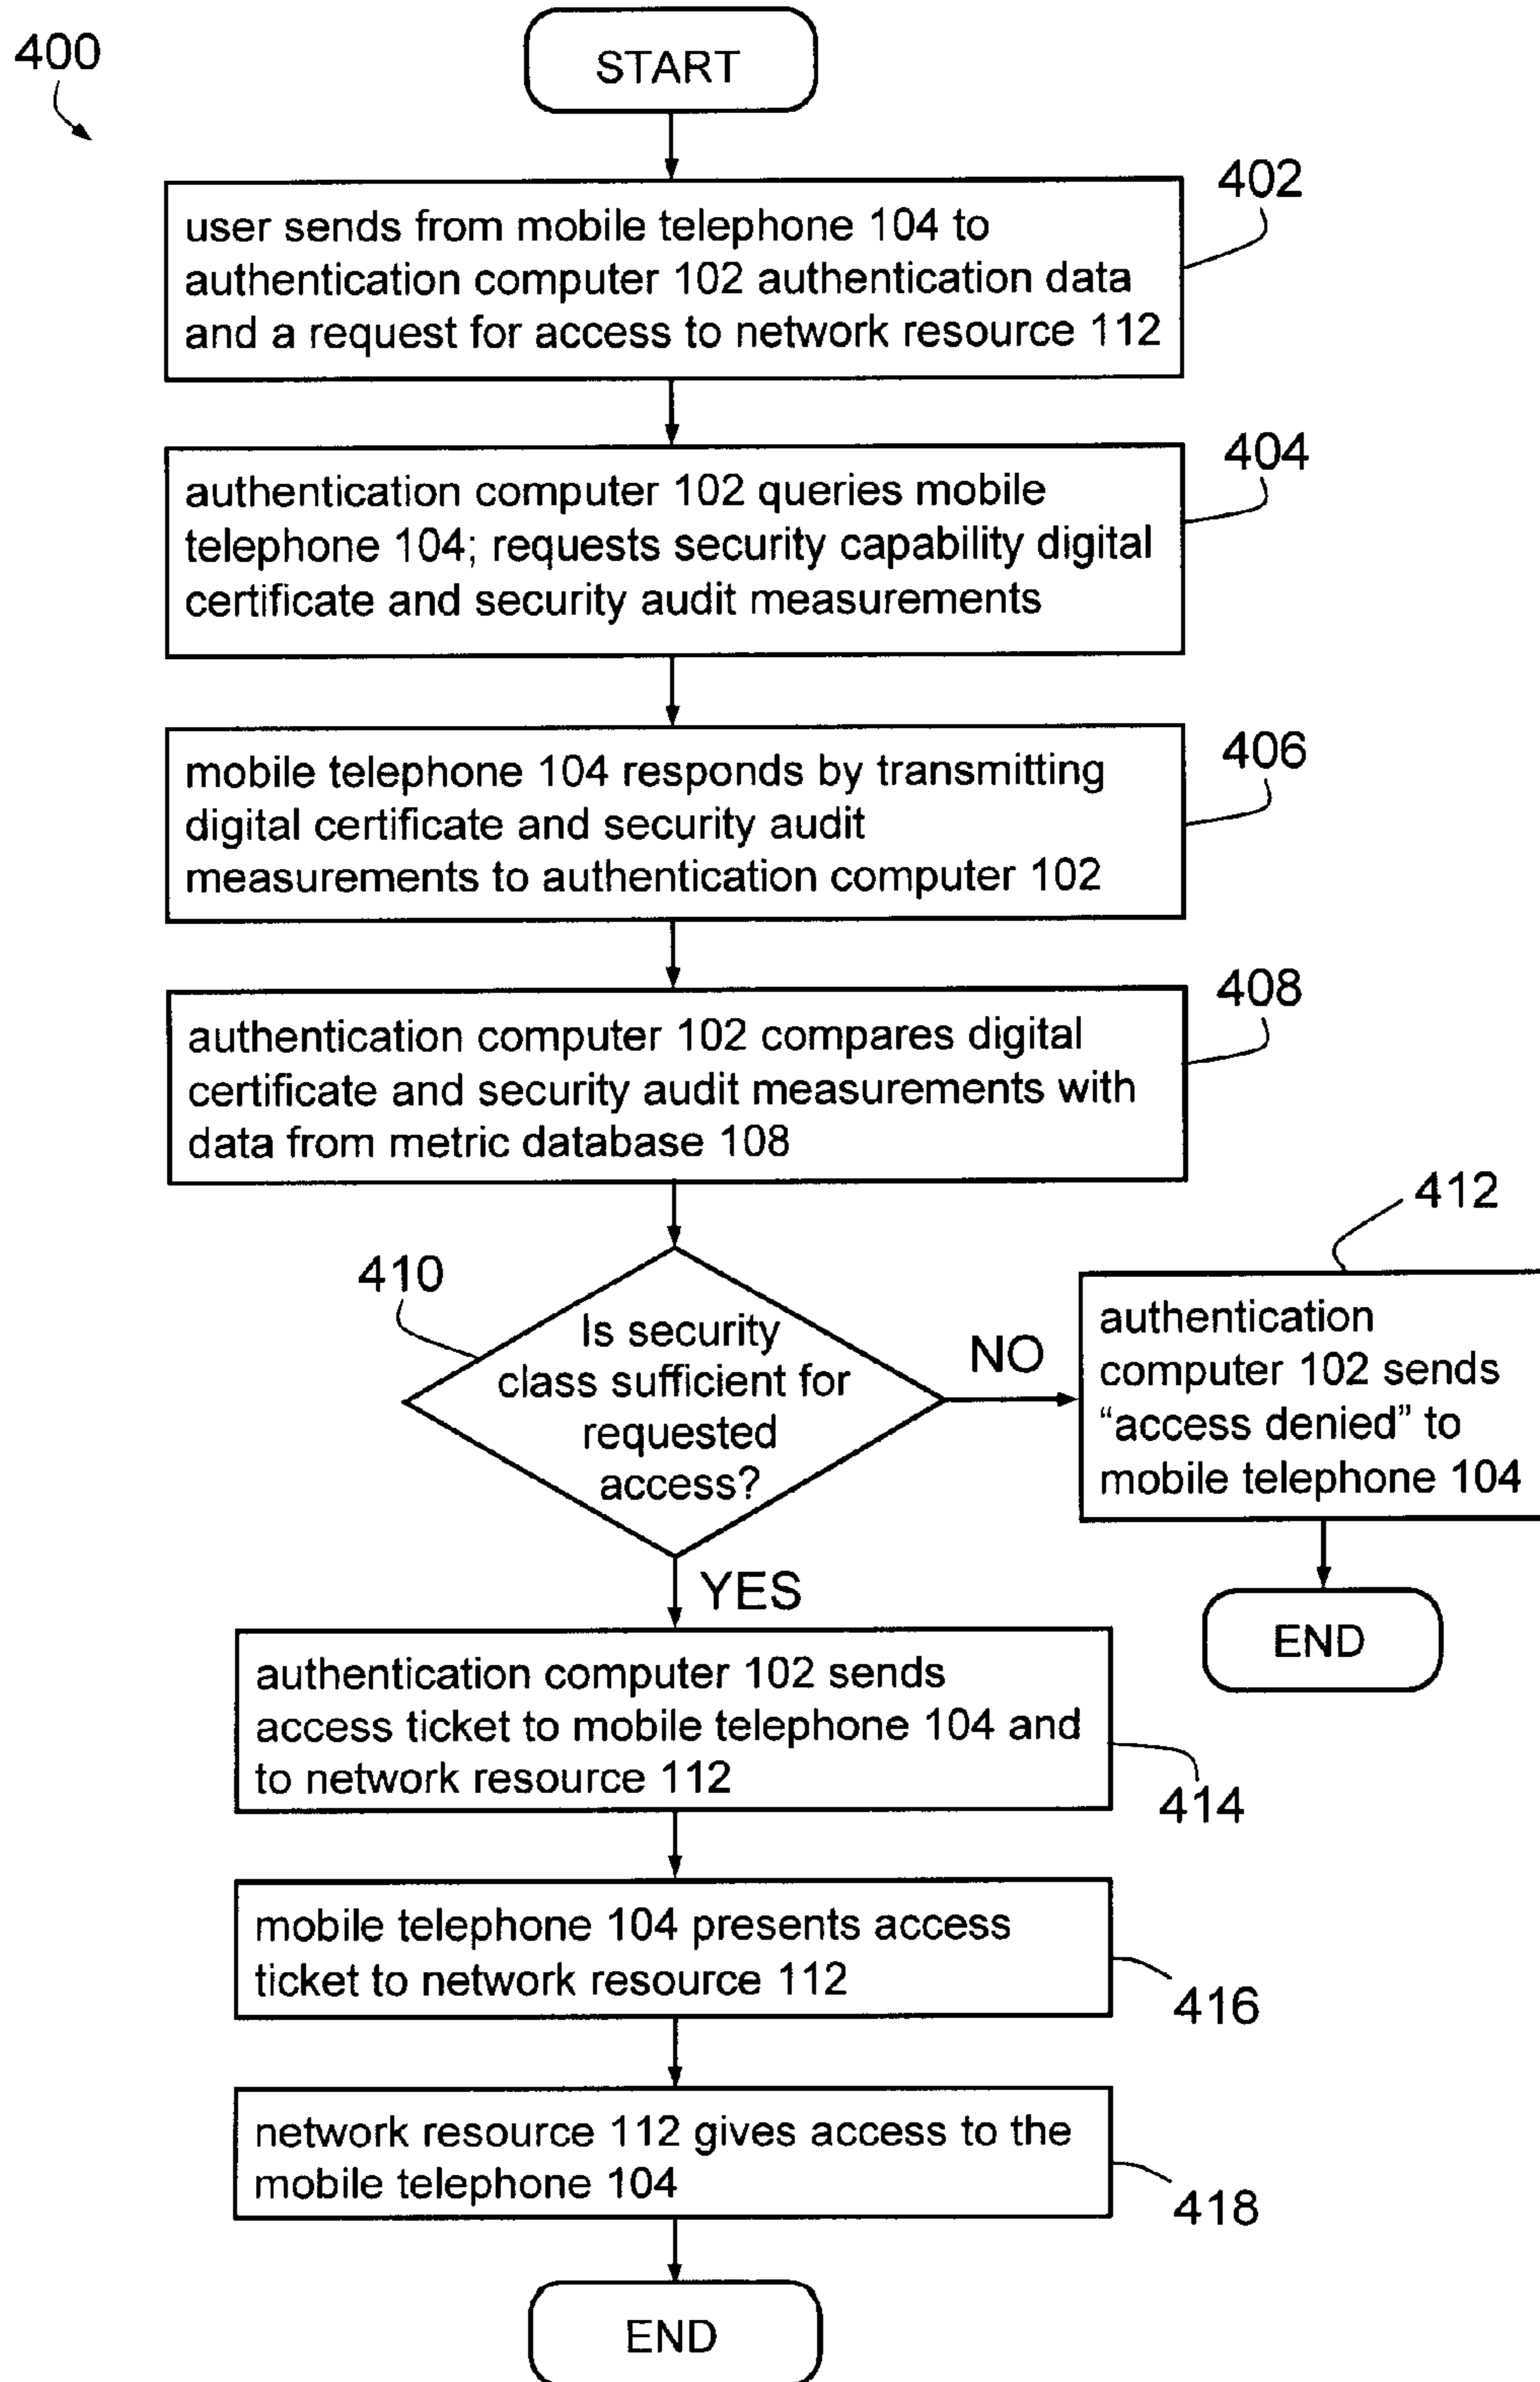 400
START
402
user sends from mobile telephone 104 to
authentication computer 102 authentication data
and a request for access to network resource 112
404
authentication computer 102 queries mobile
telephone 104; requests security capability digital
certificate and security audit measurements
406
mobile telephone 104 responds by transmitting
digital certificate and security audit
measurements to authentication computer 102
408
authentication computer 102 compares digital
certificate and security audit measurements with
data from metric database 108
410
Is security
class sufficient for
requested
access?
NO
412
authentication
computer 102 sends
“access denied” to
mobile telephone 104
END
YES
authentication computer 102 sends
access ticket to mobile telephone 104 and
to network resource 112
414
mobile telephone 104 presents access
ticket to network resource 112
416
network resource 112 gives access to the
mobile telephone 104
418
END